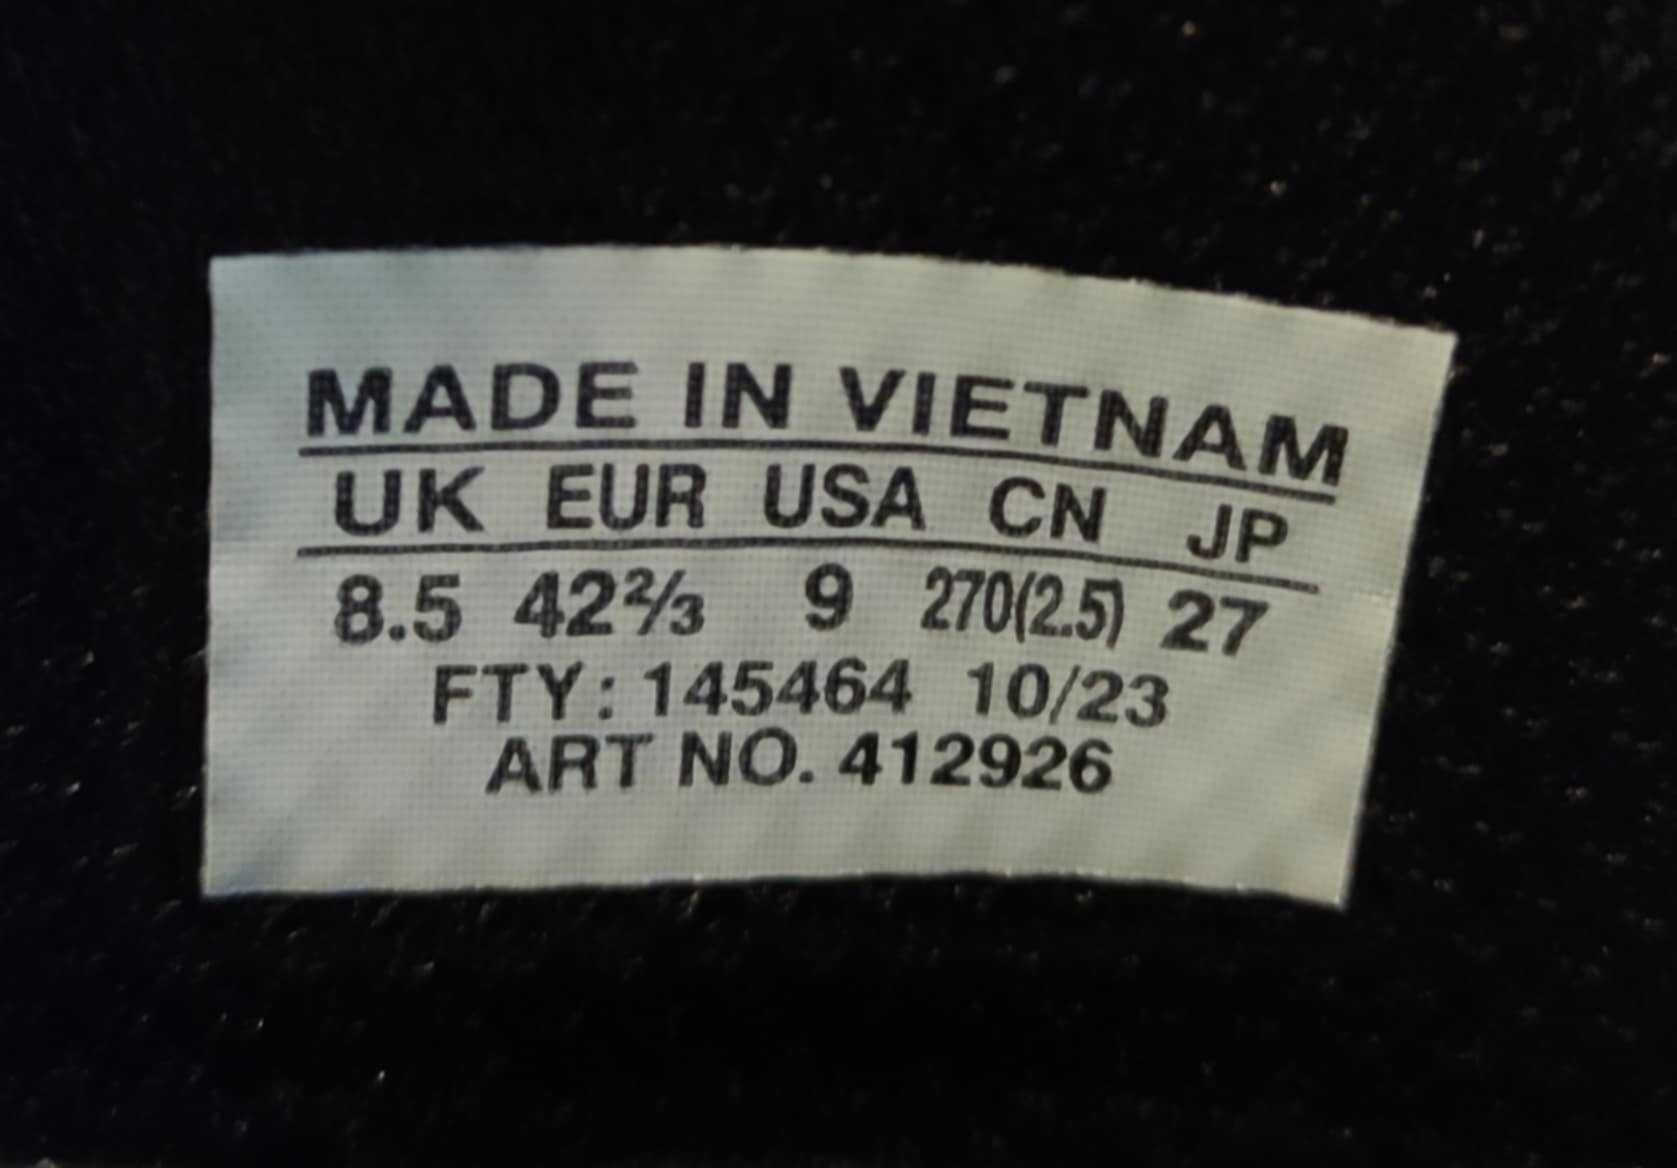 MADE IN VIETNAM
UK EUR USA CN JP
8.5 42⅔ 9 270(2.5) 27
FTY: 145464 10/23
ART NO. 412926